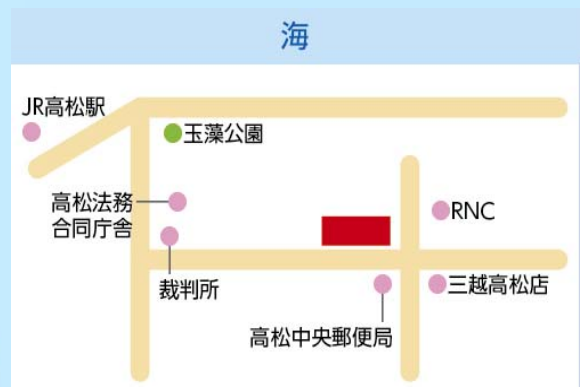 海
JR高松駅
玉藻公園
高松法務
合同庁舎
RNC
裁判所
三越高松店
高松中央郵便局